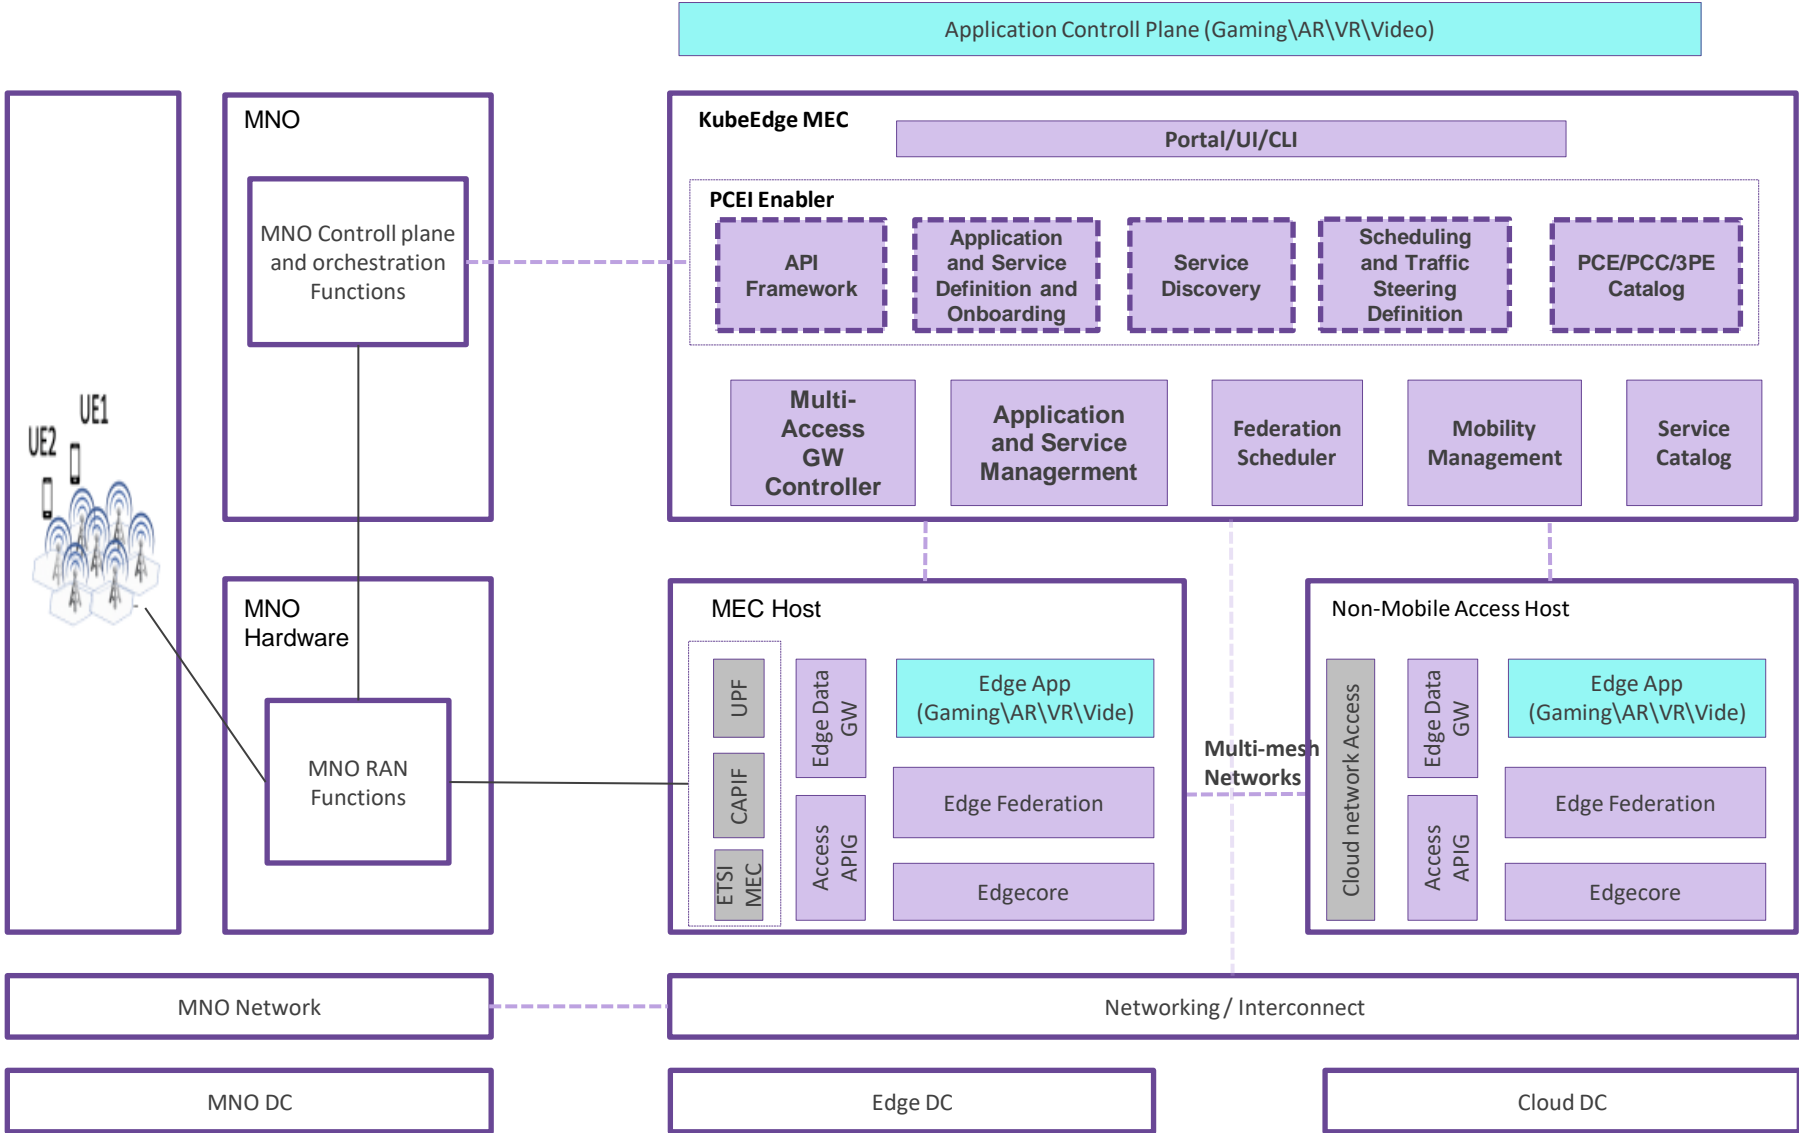 Application Controll Plane (Gaming\AR\VR\Video)
MNO
MNO Controll plane
and orchestration
Functions
KubeEdge MEC
Portal/UI/CLI
PCEI Enabler
API
Framework
Application
and Service
Definition and
Onboarding
Service
Discovery
Scheduling
and Traffic
Steering
Definition
PCE/PCC/3PE
Catalog
Multi-
Access
GW
Controller
Application
and Service
Managerment
Federation
Scheduler
Mobility
Management
Service
Catalog
UE1
UE2
MNO
Hardware
MNO RAN
Functions
MEC Host
UPF
CAPIF
ETSI
MEC
Edge Data
GW
Access
APIG
Edge App
(Gaming\AR\VR\Vide)
Edge Federation
Edgecore
Multi-mesh
Networks
Non-Mobile Access Host
Cloud network Access
Edge Data
GW
Access
APIG
Edge App
(Gaming\AR\VR\Vide)
Edge Federation
Edgecore
MNO Network
Networking / Interconnect
MNO DC
Edge DC
Cloud DC